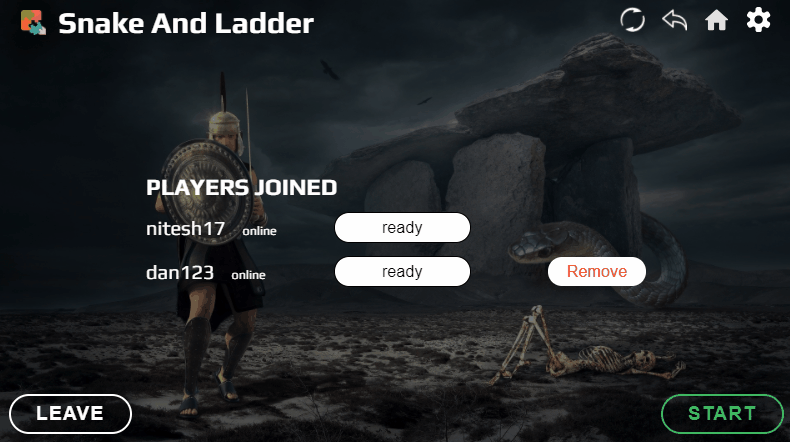 Snake And Ladder
PLAYERS JOINED
nitesh17 online ready
dan123 online ready Remove
LEAVE START